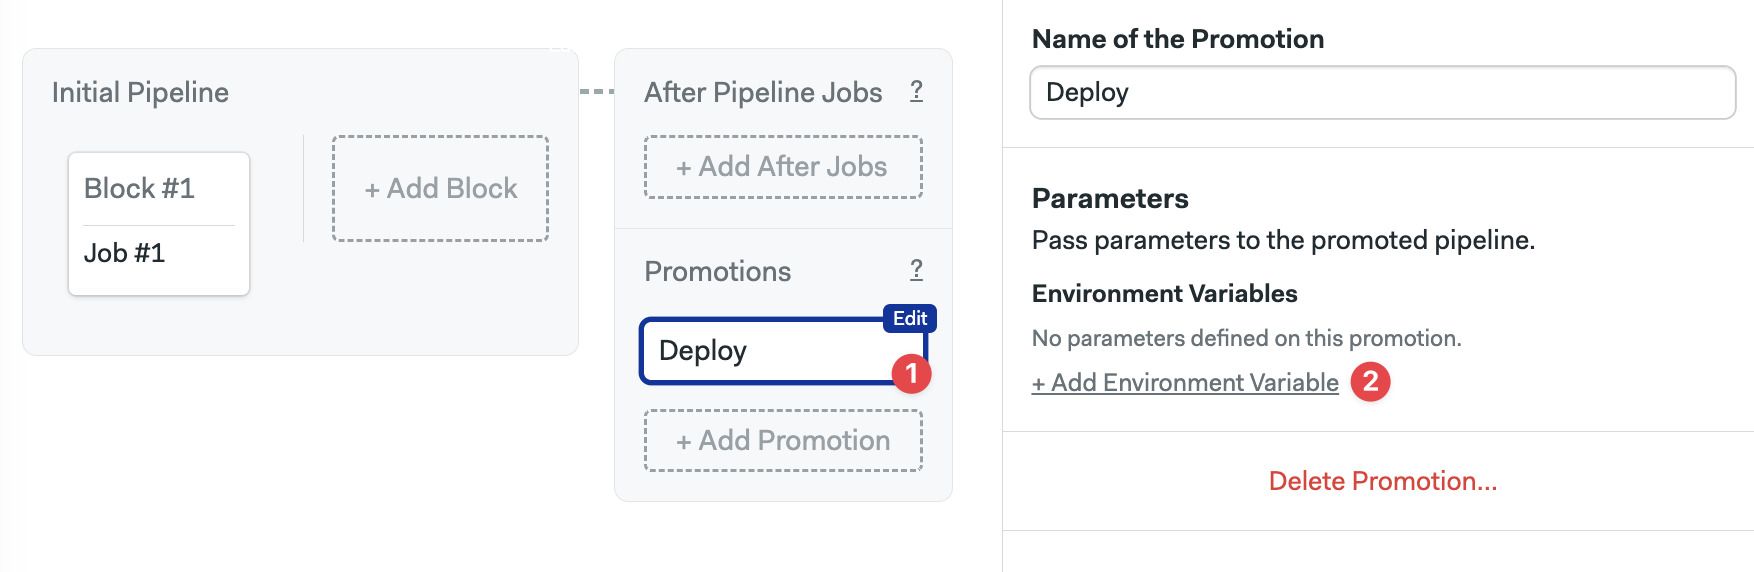 Initial Pipeline
Block #1
Job #1
+ Add Block
After Pipeline Jobs ?
+ Add After Jobs
Promotions ?
Edit
Deploy
1
+ Add Promotion
Name of the Promotion
Deploy
Parameters
Pass parameters to the promoted pipeline.
Environment Variables
No parameters defined on this promotion.
+ Add Environment Variable 2
Delete Promotion...